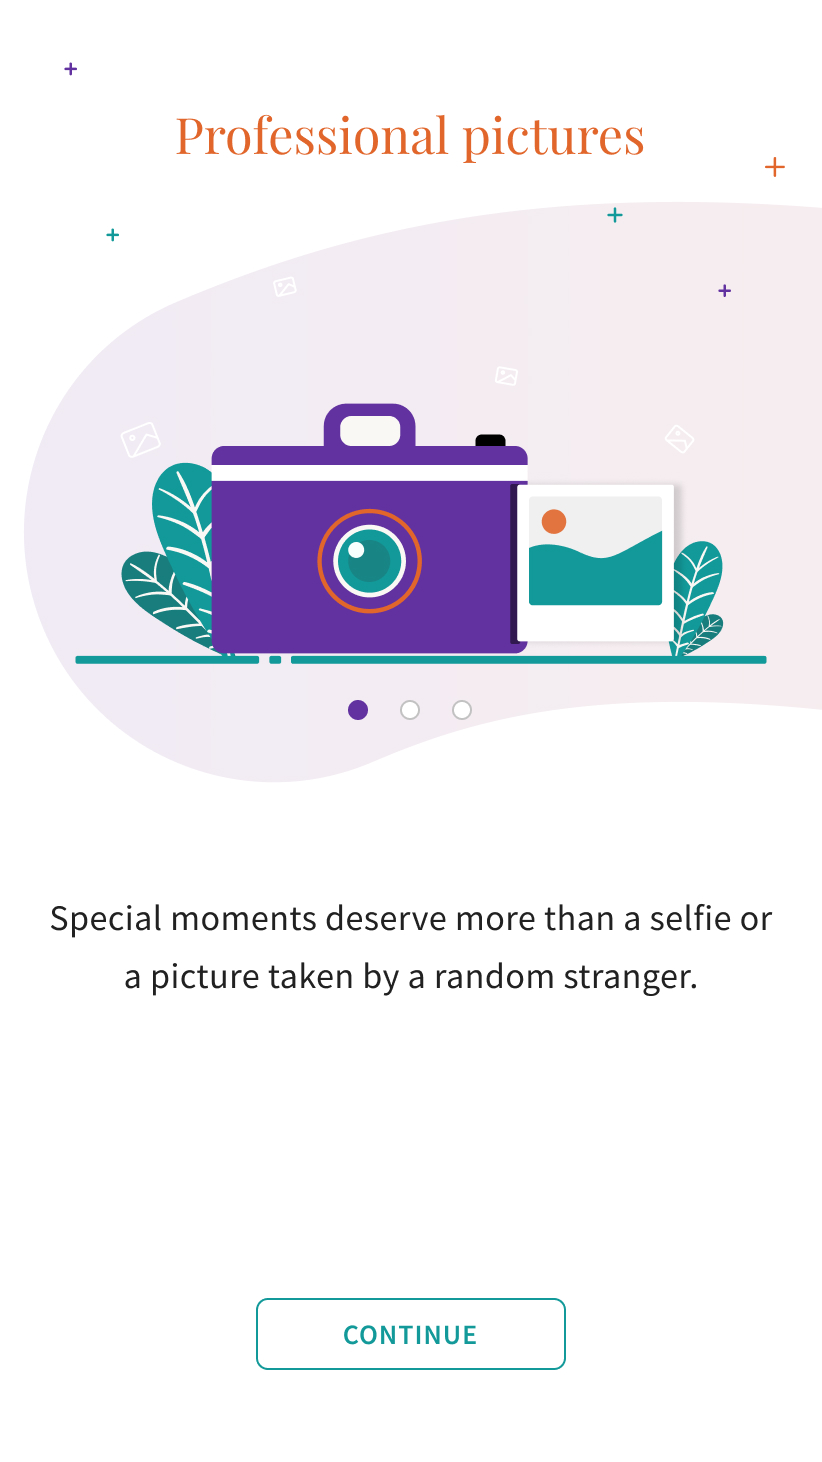 Professional pictures
Special moments deserve more than a selfie or
a picture taken by a random stranger.
CONTINUE